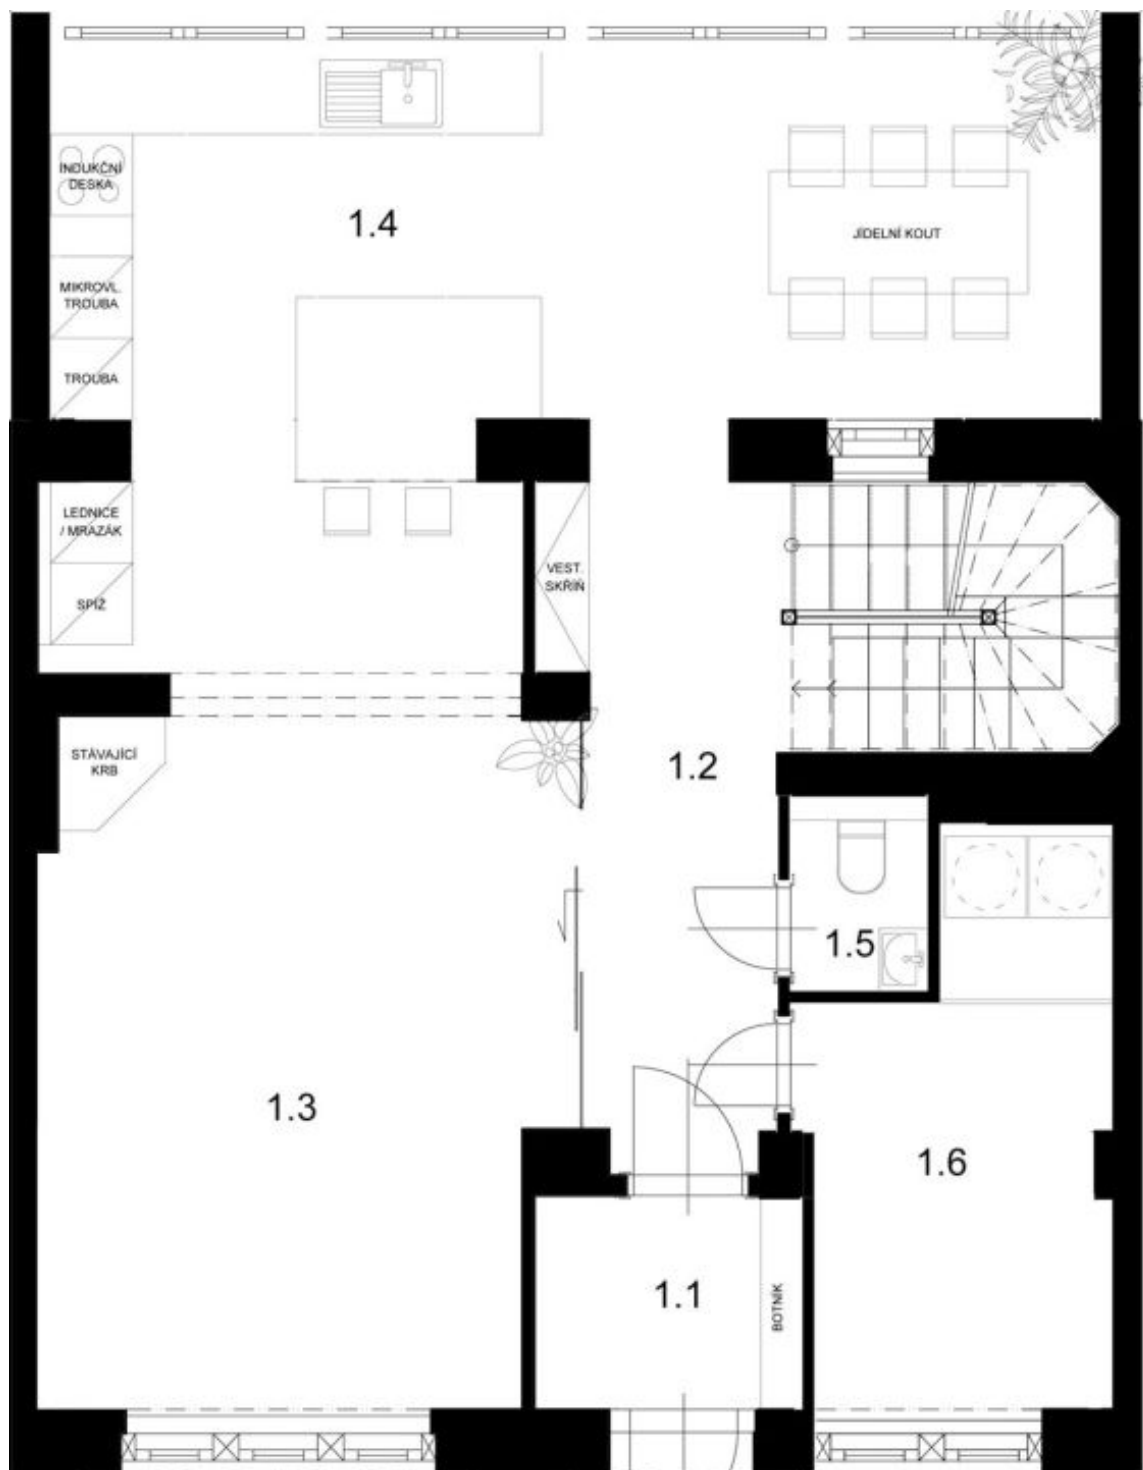 INDUKČNÍ
DESKA
1.4
JÍDELNÍ KOUT
MIKROVL.
TROUBA
TROUBA
LEDNICE
/ MRAZÁK
VEST.
SKŘÍŇ
SPÍŽ
STÁVAJÍCÍ
KRB
1.2
1.5
1.3
1.6
1.1
BOTNÍK